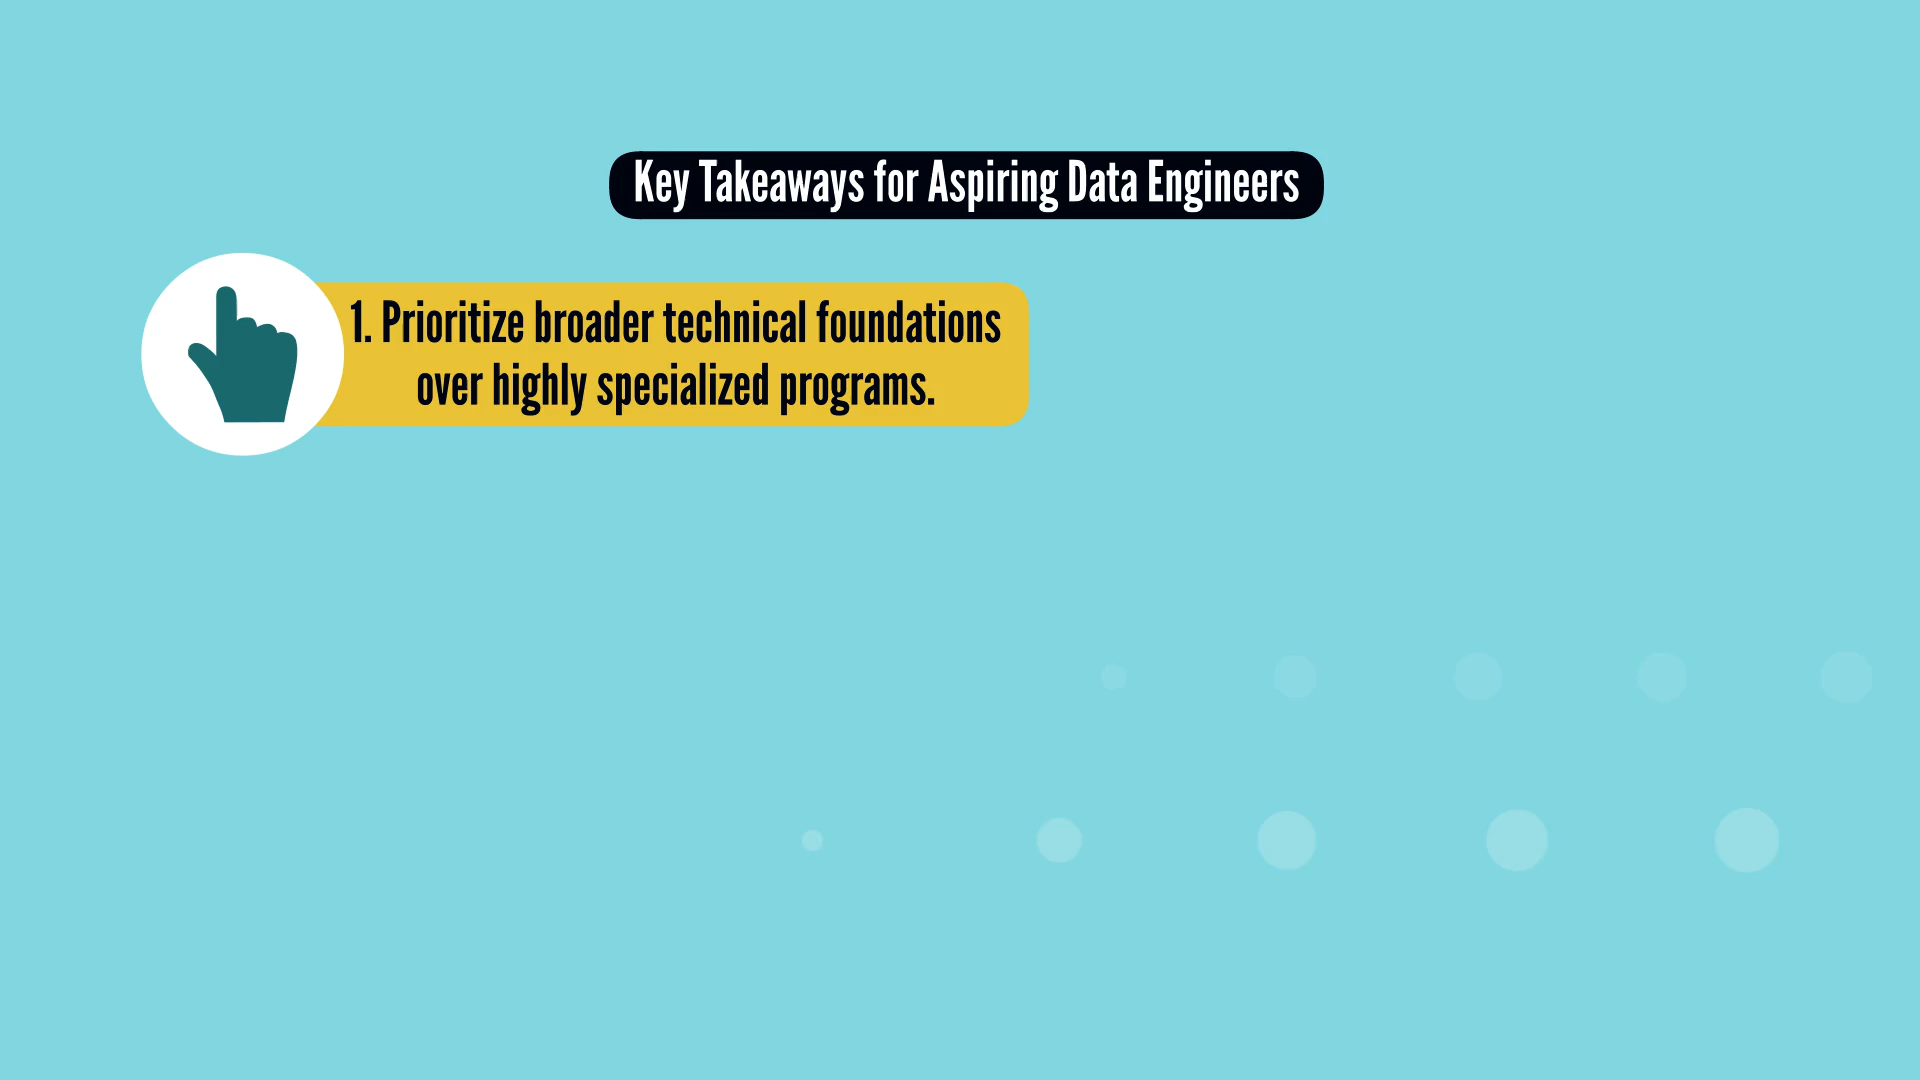 Key Takeaways for Aspiring Data Engineers
1. Prioritize broader technical foundations
over highly specialized programs.